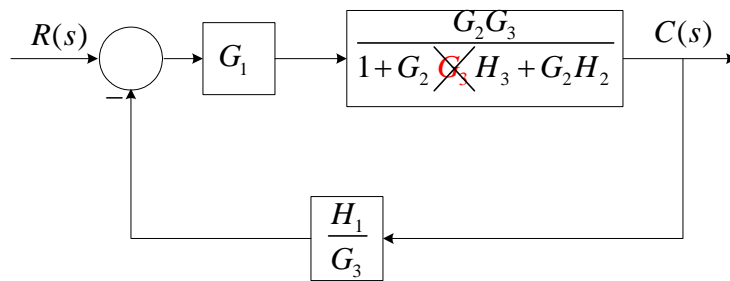 R(s)
G₁
G₂G₃
1+G₂ G₃ H₃+G₂H₂
C(s)
−
H₁
G₃